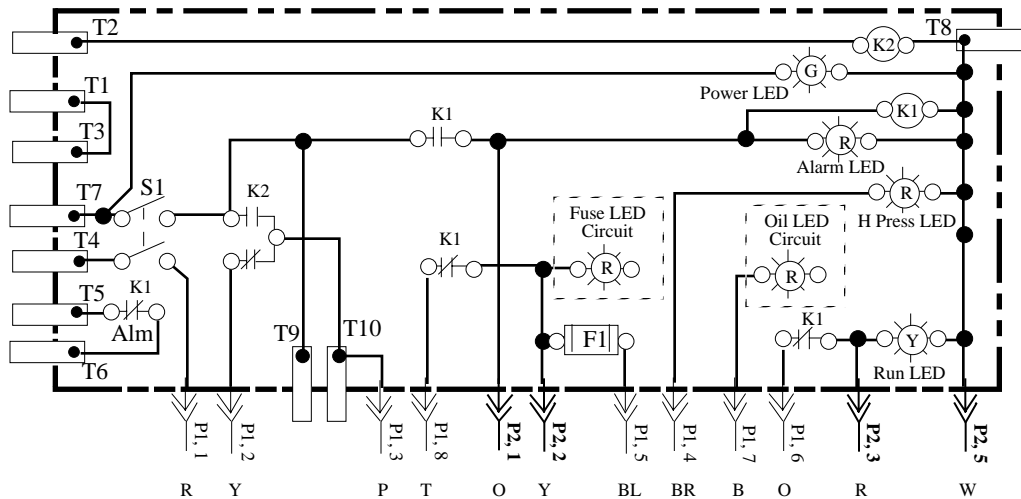 T2
K2
T8
G
Power LED
T1
T3
K1
K1
R
Alarm LED
T7
S1
K2
R
H Press LED
Fuse LED
Circuit
R
Oil LED
Circuit
R
T4
K1
T5
K1
Alm
T6
T9
T10
F1
K1
Y
Run LED
P1, 1
P1, 2
P1, 3
P1, 8
P2, 1
P2, 2
P1, 5
P1, 4
P1, 7
P1, 6
P2, 3
P2, 5
R Y P T O Y BL BR B O R W